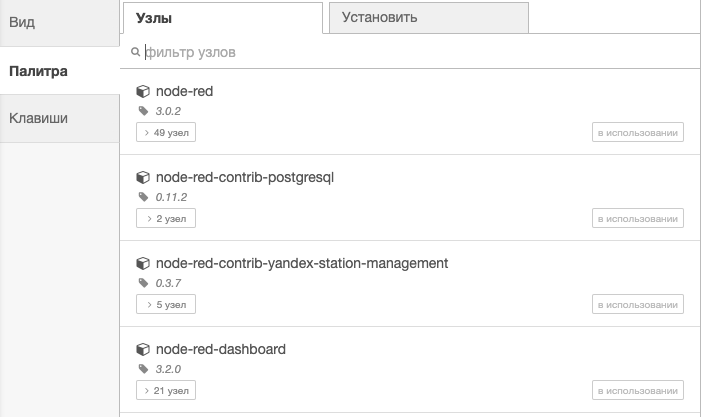 Вид
Палитра
Клавиши
Узлы
Установить
фильтр узлов
node-red
3.0.2
49 узел
в использовании
node-red-contrib-postgresql
0.11.2
2 узел
в использовании
node-red-contrib-yandex-station-management
0.3.7
5 узел
в использовании
node-red-dashboard
3.2.0
21 узел
в использовании